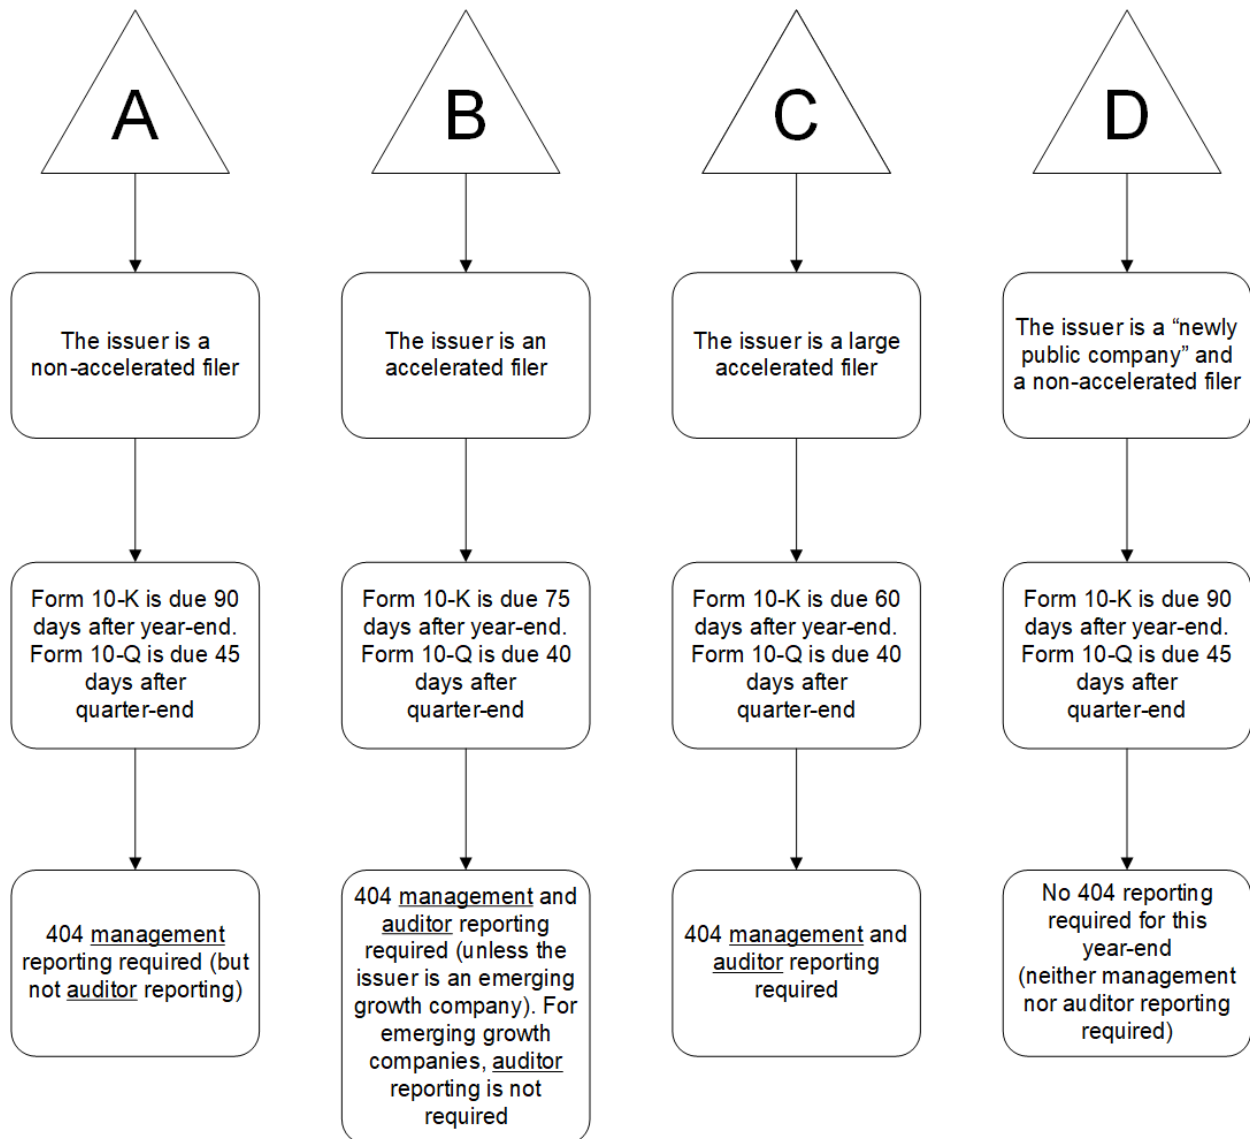 A
B
C
D
The issuer is a
non-accelerated filer
The issuer is an
accelerated filer
The issuer is a large
accelerated filer
The issuer is a “newly
public company” and
a non-accelerated filer
Form 10-K is due 90
days after year-end.
Form 10-Q is due 45
days after
quarter-end
Form 10-K is due 75
days after year-end.
Form 10-Q is due 40
days after
quarter-end
Form 10-K is due 60
days after year-end.
Form 10-Q is due 40
days after
quarter-end
Form 10-K is due 90
days after year-end.
Form 10-Q is due 45
days after
quarter-end
404 management
reporting required (but
not auditor reporting)
404 management and
auditor reporting
required (unless the
issuer is an emerging
growth company). For
emerging growth
companies, auditor
reporting is not
required
404 management and
auditor reporting
required
No 404 reporting
required for this
year-end
(neither management
nor auditor reporting
required)